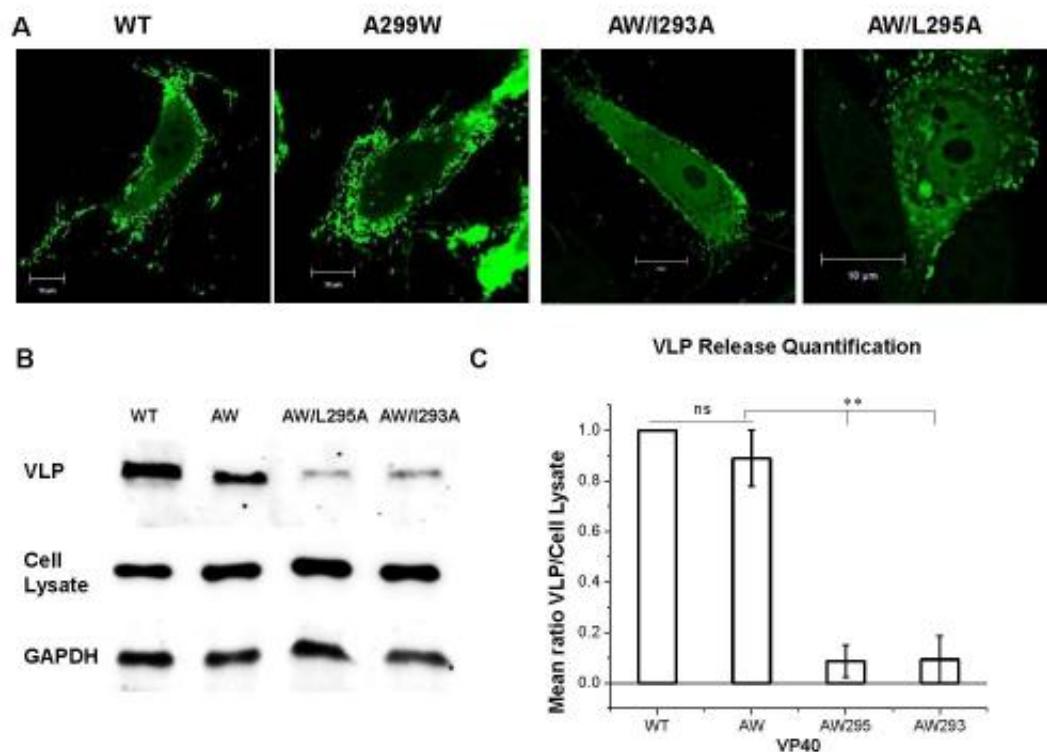 A
WT
A299W
AW/I293A
AW/L295A
10 µm
B
WT AW AW/L295A AW/I293A
VLP
Cell
Lysate
GAPDH
C
VLP Release Quantification
ns
**
Mean ratio VLP/Cell Lysate
1.0
0.8
0.6
0.4
0.2
0.0
WT AW AW295 AW293
VP40